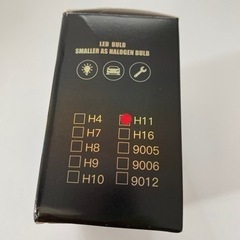 LED BULB
SMALLER AS HALOGEN BULB
H4 H11
H7 H16
H8 9005
H9 9006
H10 9012